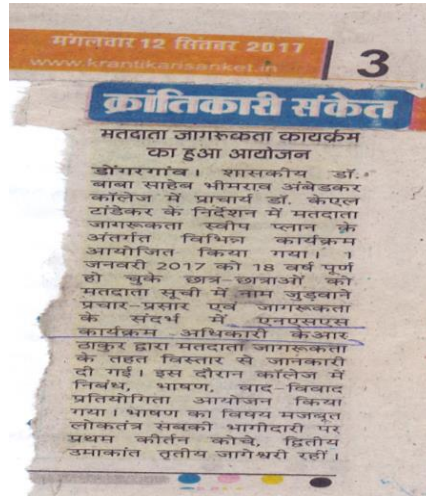 मंगलवार 12 सितंबर 2017
www.krantikarisanket.in
3
क्रांतिकारी संकेत
मतदाता जागरूकता कार्यक्रम
का हुआ आयोजन
डोंगरगांव। शासकीय डॉ.
बाबा साहेब भीमराव अंबेडकर
कॉलेज में प्राचार्य डॉ. केएल
टांडेकर के निर्देशन में मतदाता
जागरूकता स्वीप प्लान के
अंतर्गत विभिन्न कार्यक्रम
आयोजित किया गया। 1
जनवरी 2017 को 18 वर्ष पूर्ण
हो चुके छात्र-छात्राओं को
मतदाता सूची में नाम जुड़वाने
प्रचार-प्रसार एवं जागरूकता
के संदर्भ में एनएसएस
कार्यक्रम अधिकारी केआर
ठाकुर द्वारा मतदाता जागरूकता
के तहत विस्तार से जानकारी
दी गई। इस दौरान कॉलेज में
निबंध, भाषण, वाद-विवाद
प्रतियोगिता आयोजन किया
गया। भाषण का विषय मजबूत
लोकतंत्र सबकी भागीदारी पर
प्रथम कीर्तन कोचे, द्वितीय
डमाकांत तृतीय जागेश्वरी रहीं।